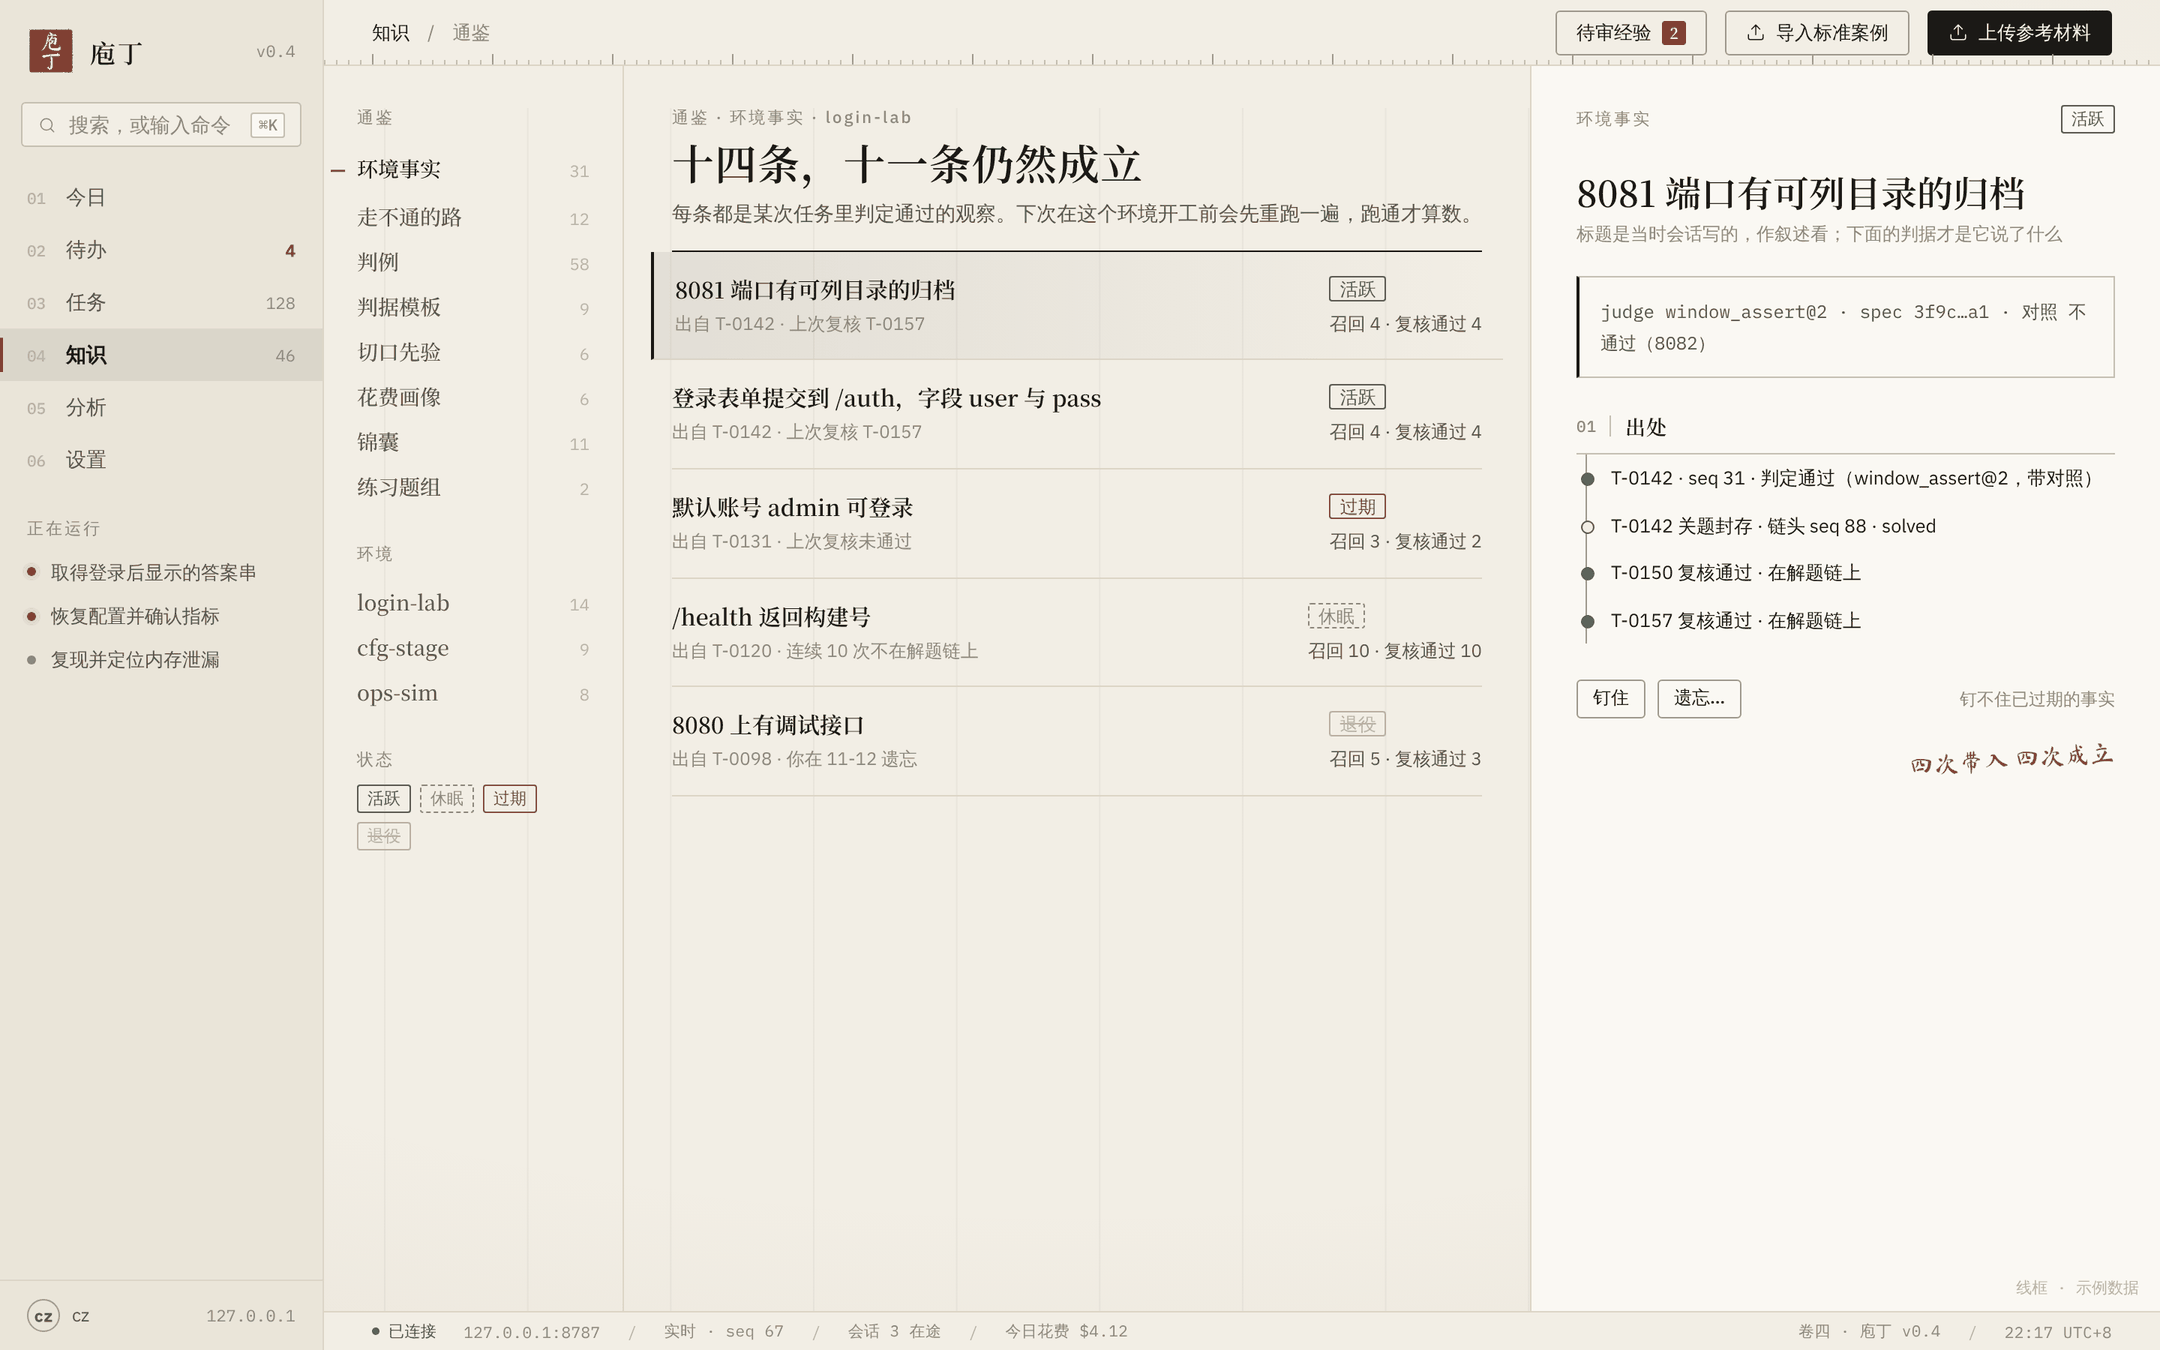 庖丁
庖丁
v0.4
搜索，或输入命令 ⌘K
01 今日
02 待办 4
03 任务 128
04 知识 46
05 分析
06 设置
正在运行
取得登录后显示的答案串
恢复配置并确认指标
复现并定位内存泄漏
cz cz 127.0.0.1
知识 / 通鉴
待审经验 2
导入标准案例
上传参考材料
通鉴
环境事实 31
走不通的路 12
判例 58
判据模板 9
切口先验 6
花费画像 6
锦囊 11
练习题组 2
环境
login-lab 14
cfg-stage 9
ops-sim 8
状态
活跃 休眠 过期
退役
通鉴 · 环境事实 · login-lab
十四条，十一条仍然成立
每条都是某次任务里判定通过的观察。下次在这个环境开工前会先重跑一遍，跑通才算数。
8081 端口有可列目录的归档 活跃
出自 T-0142 · 上次复核 T-0157 召回 4 · 复核通过 4
登录表单提交到 /auth，字段 user 与 pass 活跃
出自 T-0142 · 上次复核 T-0157 召回 4 · 复核通过 4
默认账号 admin 可登录 过期
出自 T-0131 · 上次复核未通过 召回 3 · 复核通过 2
/health 返回构建号 休眠
出自 T-0120 · 连续 10 次不在解题链上 召回 10 · 复核通过 10
8080 上有调试接口 退役
出自 T-0098 · 你在 11-12 遗忘 召回 5 · 复核通过 3
环境事实 活跃
8081 端口有可列目录的归档
标题是当时会话写的，作叙述看；下面的判据才是它说了什么
judge window_assert@2 · spec 3f9c…a1 · 对照 不
通过（8082）
01 出处
T-0142 · seq 31 · 判定通过（window_assert@2，带对照）
T-0142 关题封存 · 链头 seq 88 · solved
T-0150 复核通过 · 在解题链上
T-0157 复核通过 · 在解题链上
钉住 遗忘… 钉不住已过期的事实
四次带入 四次成立
线框 · 示例数据
已连接 127.0.0.1:8787 / 实时 · seq 67 / 会话 3 在途 / 今日花费 $4.12
卷四 · 庖丁 v0.4 / 22:17 UTC+8